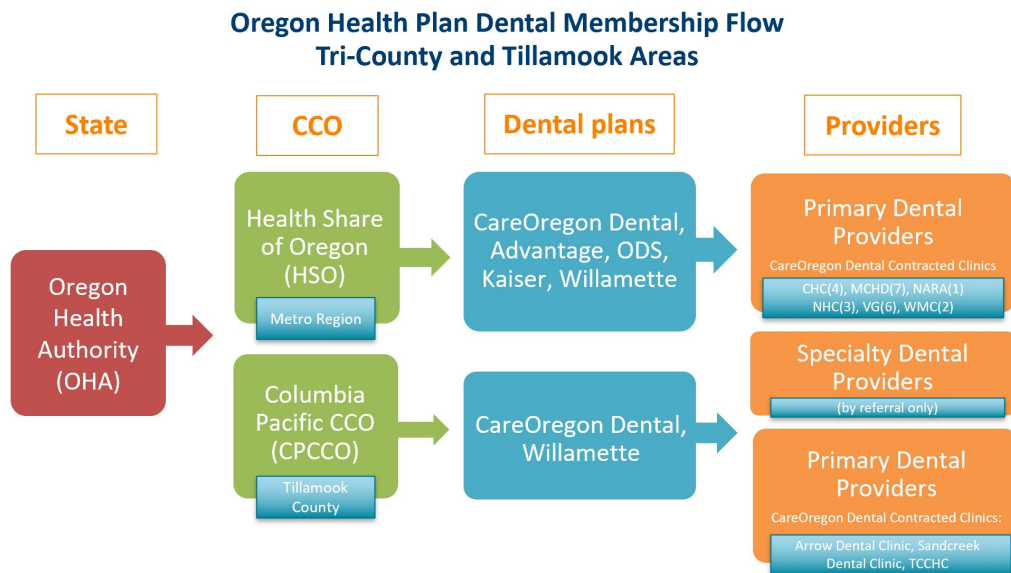 Oregon Health Plan Dental Membership Flow
Tri-County and Tillamook Areas
State
CCO
Dental plans
Providers
Oregon
Health
Authority
(OHA)
Health Share
of Oregon
(HSO)
Metro Region
Columbia
Pacific CCO
(CPCCO)
Tillamook
County
CareOregon Dental,
Advantage, ODS,
Kaiser, Willamette
CareOregon Dental,
Willamette
Primary Dental
Providers
CareOregon Dental Contracted Clinics
CHC(4), MCHD(7), NARA(1)
NHC(3), VG(6), WMC(2)
Specialty Dental
Providers
(by referral only)
Primary Dental
Providers
CareOregon Dental Contracted Clinics:
Arrow Dental Clinic, Sandcreek
Dental Clinic, TCCHC